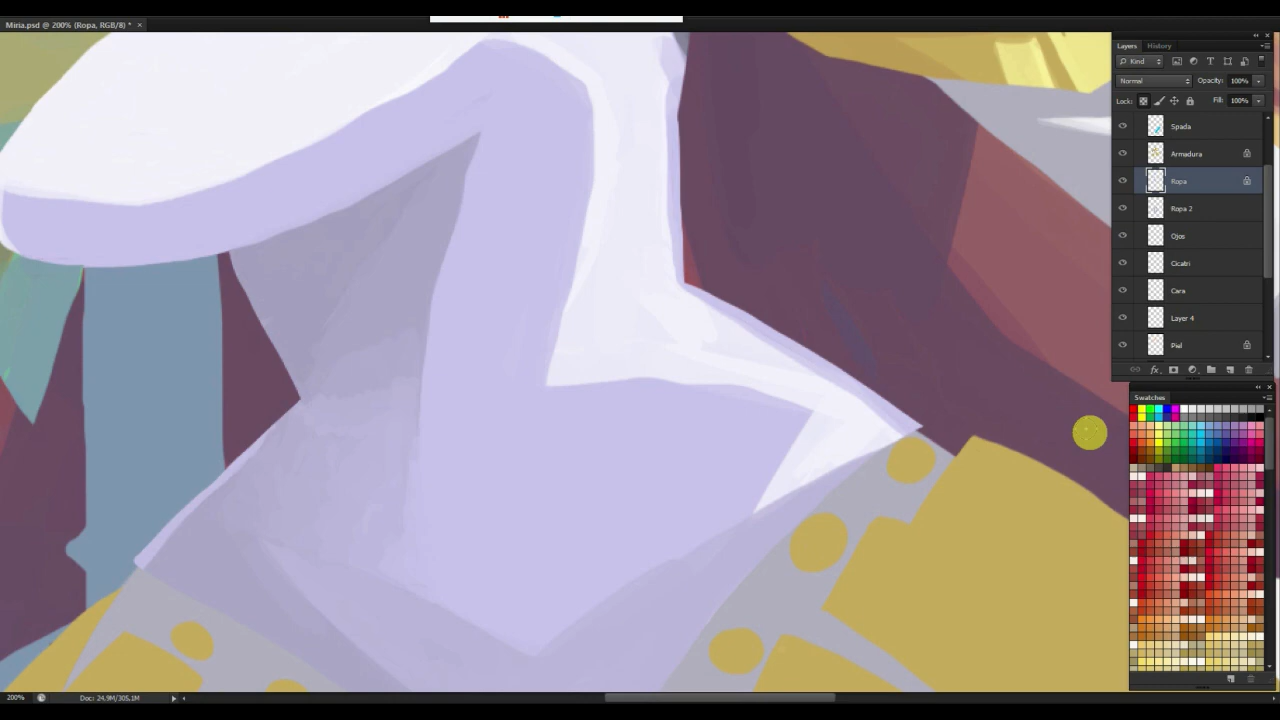 Miria.psd @ 200% (Ropa, RGB/8) * ×
Layers History
Kind
Normal Opacity: 100%
Lock: Fill: 100%
Spada
Armadura
Ropa
Ropa 2
Ojos
Cicatri
Cara
Layer 4
Piel
fx
Swatches
200% Doc: 24.9M/305.1M